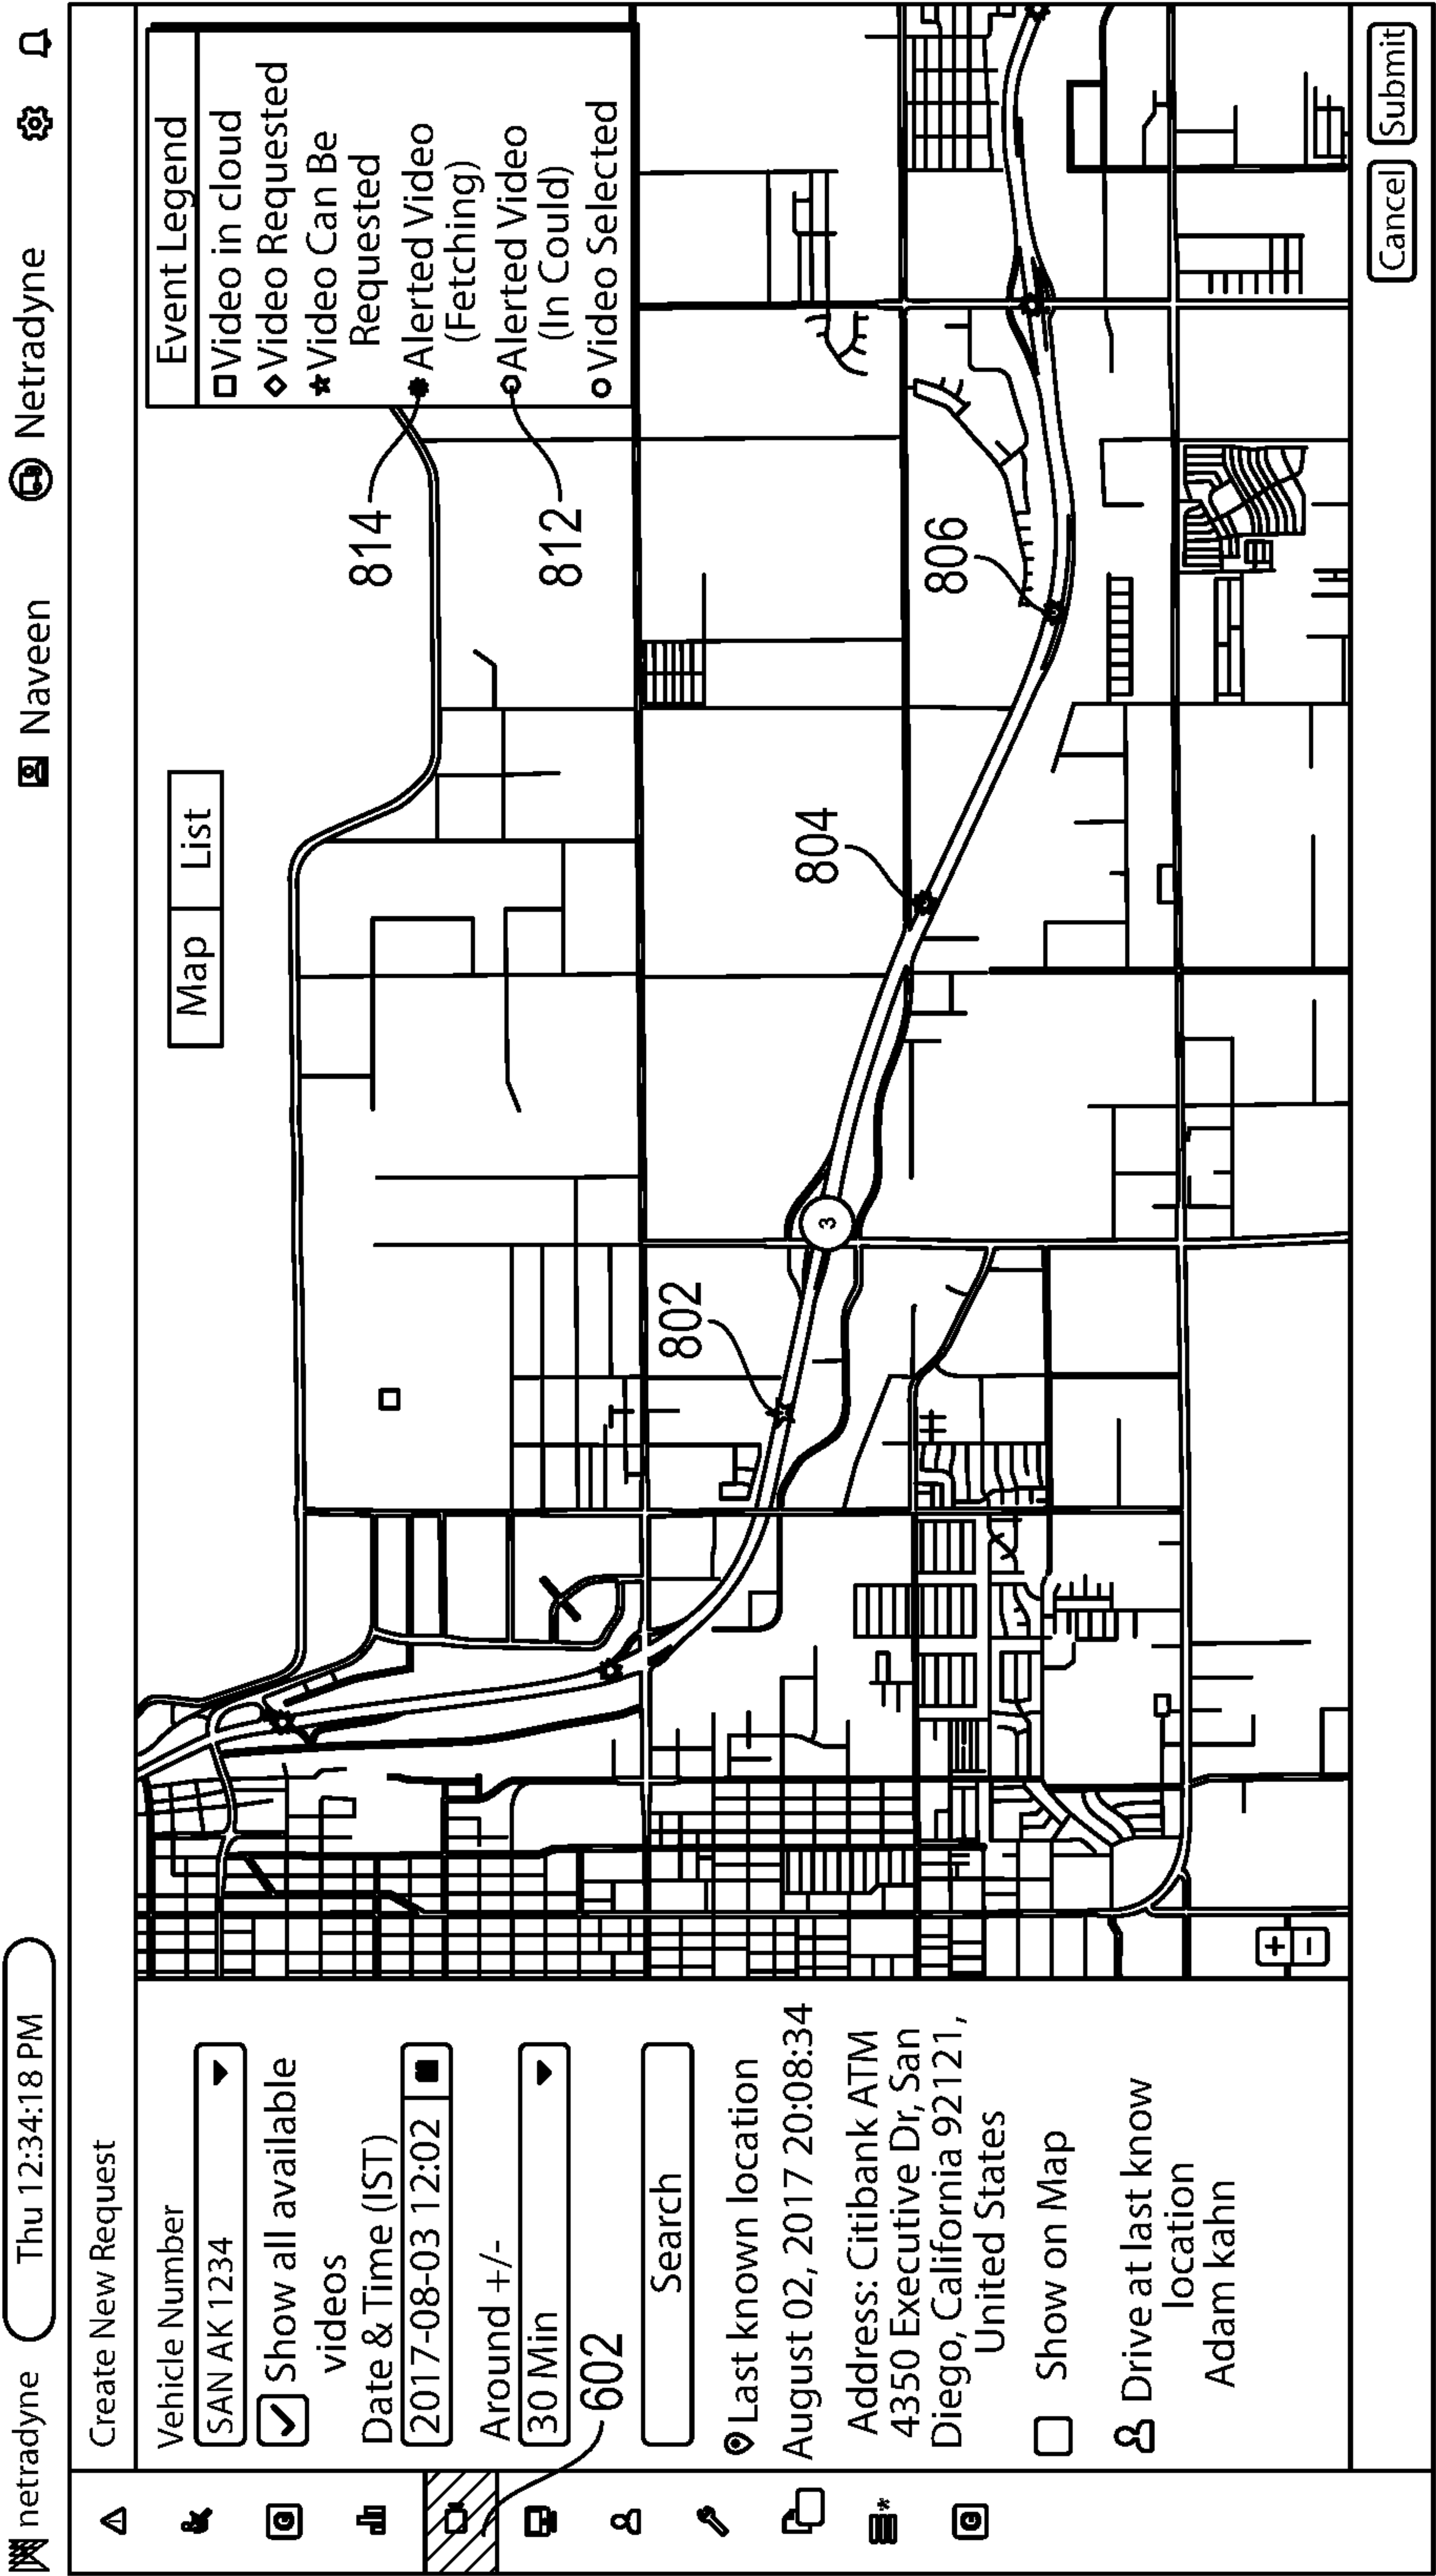 netradyne
Thu 12:34:18 PM
Naveen
Netradyne
Create New Request
Vehicle Number
SAN AK 1234
Show all available
videos
Date & Time (IST)
2017-08-03 12:02
Around +/-
30 Min
602
Search
Last known location
August 02, 2017 20:08:34
Address: Citibank ATM
4350 Executive Dr, San
Diego, California 92121,
United States
Show on Map
Drive at last know
location
Adam kahn
Map List
Event Legend
Video in cloud
Video Requested
Video Can Be
Requested
Alerted Video
(Fetching)
Alerted Video
(In Could)
Video Selected
814
812
802
3
804
806
+
−
Cancel Submit
G
G